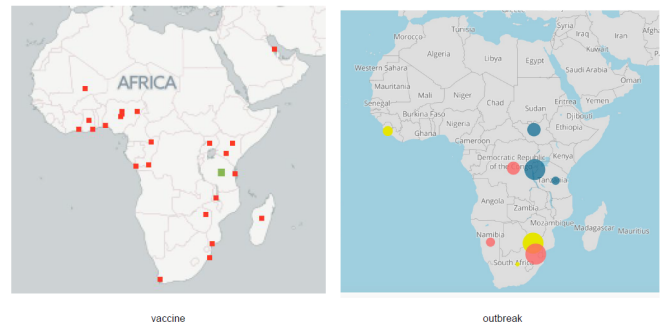 AFRICA
Tunisia
Morocco
Syria
Iraq
Iran
Algeria
Libya
Egypt
Kuwait
Western Sahara
Saudi Arabia
Oman
Mauritania
Mali
Niger
Senegal
Chad
Sudan
Eritrea
Yemen
Burkina Faso
Djibouti
Ghana
Nigeria
Ethiopia
Cameroon
Democratic Republic
of the Congo
Kenya
Tanzania
Angola
Zambia
Mozambique
Madagascar
Mauritius
Namibia
South Africa
vaccine
outbreak